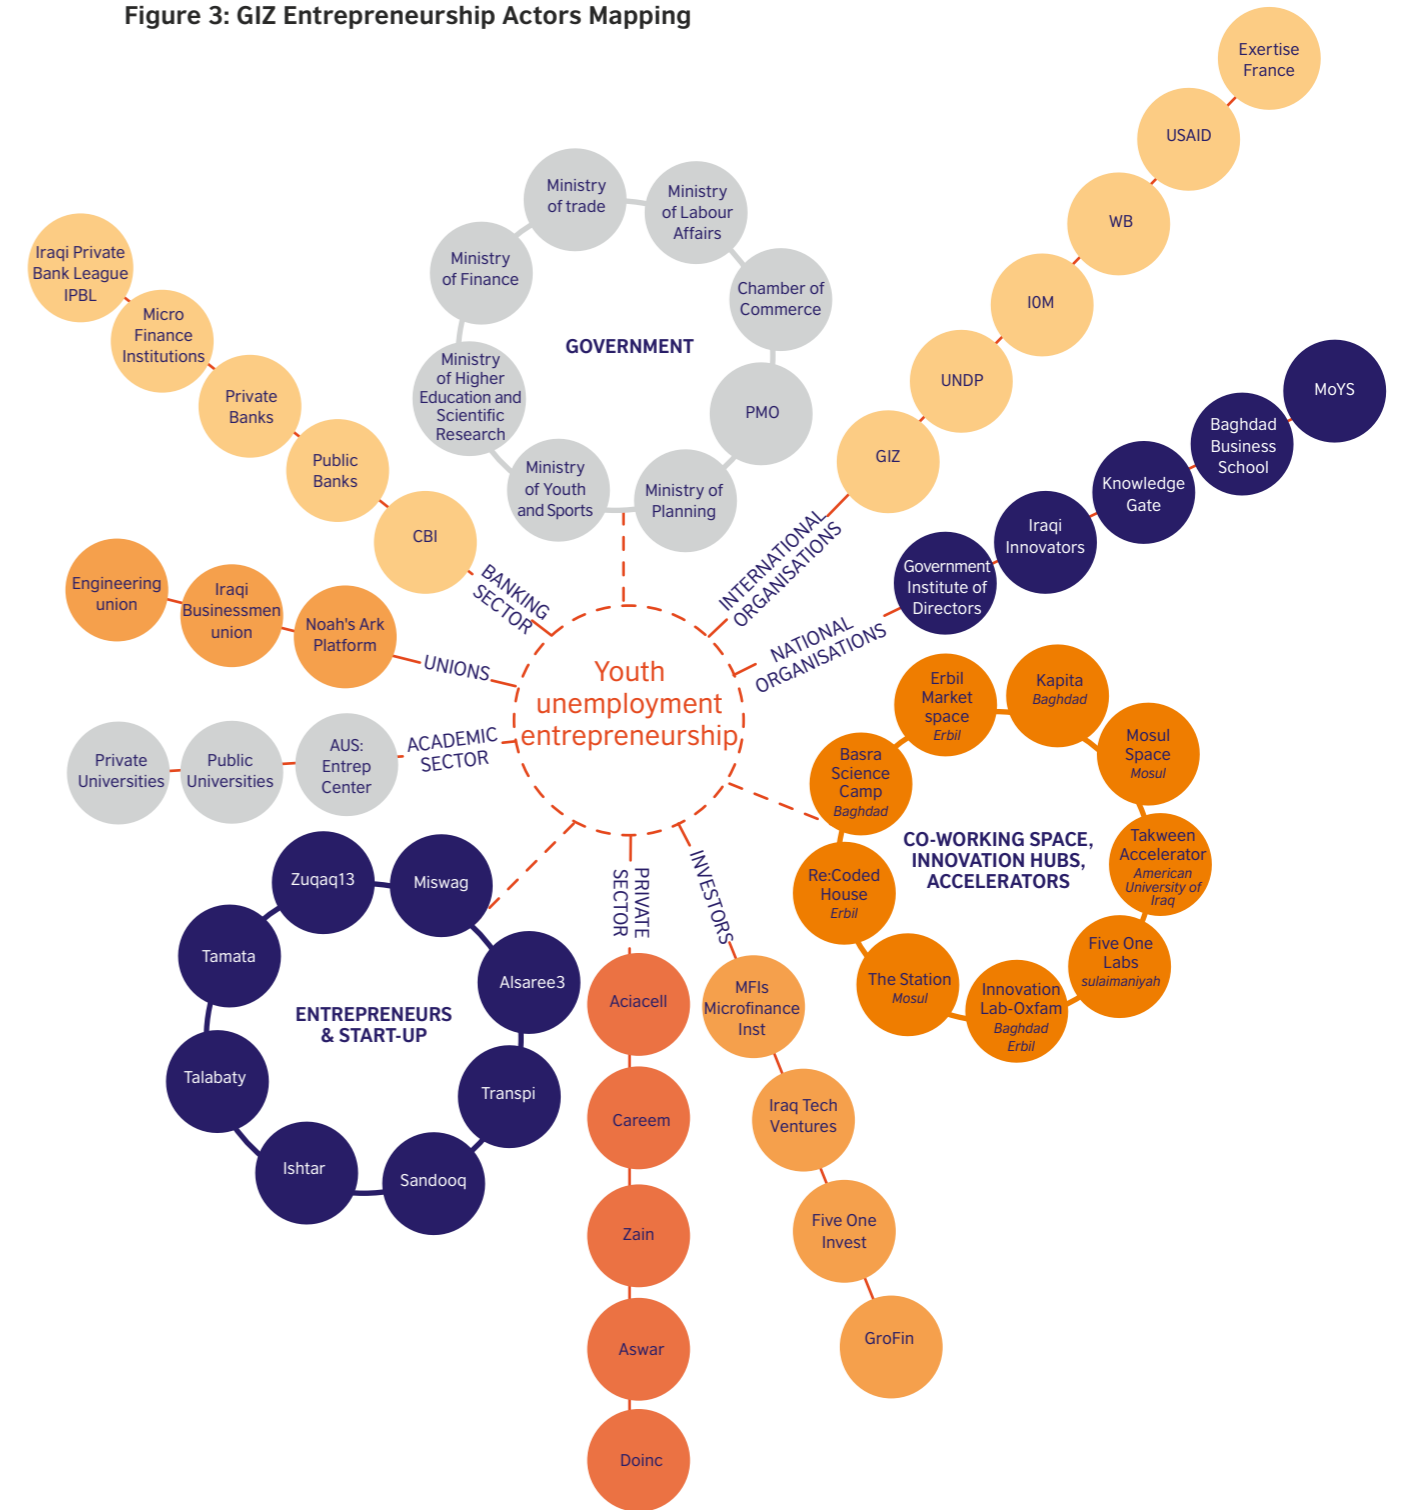 Figure 3: GIZ Entrepreneurship Actors Mapping
Exertise
France
USAID
WB
I0M
UNDP
GIZ
INTERNATIONAL
ORGANISATIONS
Ministry
of trade
Ministry
of Labour
Affairs
Chamber of
Commerce
PMO
Ministry of
Planning
Ministry
of Youth
and Sports
Ministry
of Higher
Education and
Scientific
Research
Ministry
of Finance
GOVERNMENT
Iraqi Private
Bank League
IPBL
Micro
Finance
Institutions
Private
Banks
Public
Banks
CBI
BANKING
SECTOR
MoYS
Baghdad
Business
School
Knowledge
Gate
Iraqi
Innovators
Government
Institute of
Directors
NATIONAL
ORGANISATIONS
Engineering
union
Iraqi
Businessmen
union
Noah's Ark
Platform
UNIONS
Youth
unemployment
entrepreneurship
Private
Universities
Public
Universities
AUS:
Entrep
Center
ACADEMIC
SECTOR
Erbil
Market
space
Erbil
Kapita
Baghdad
Mosul
Space
Mosul
Takween
Accelerator
American
University of
Iraq
Five One
Labs
sulaimaniyah
Innovation
Lab-Oxfam
Baghdad
Erbil
The Station
Mosul
Re:Coded
House
Erbil
Basra
Science
Camp
Baghdad
CO-WORKING SPACE,
INNOVATION HUBS,
ACCELERATORS
Zuqaq13
Miswag
Alsaree3
Transpi
Sandooq
Ishtar
Talabaty
Tamata
ENTREPRENEURS
& START-UP
PRIVATE
SECTOR
Aciacell
Careem
Zain
Aswar
Doinc
INVESTORS
MFIs
Microfinance
Inst
Iraq Tech
Ventures
Five One
Invest
GroFin